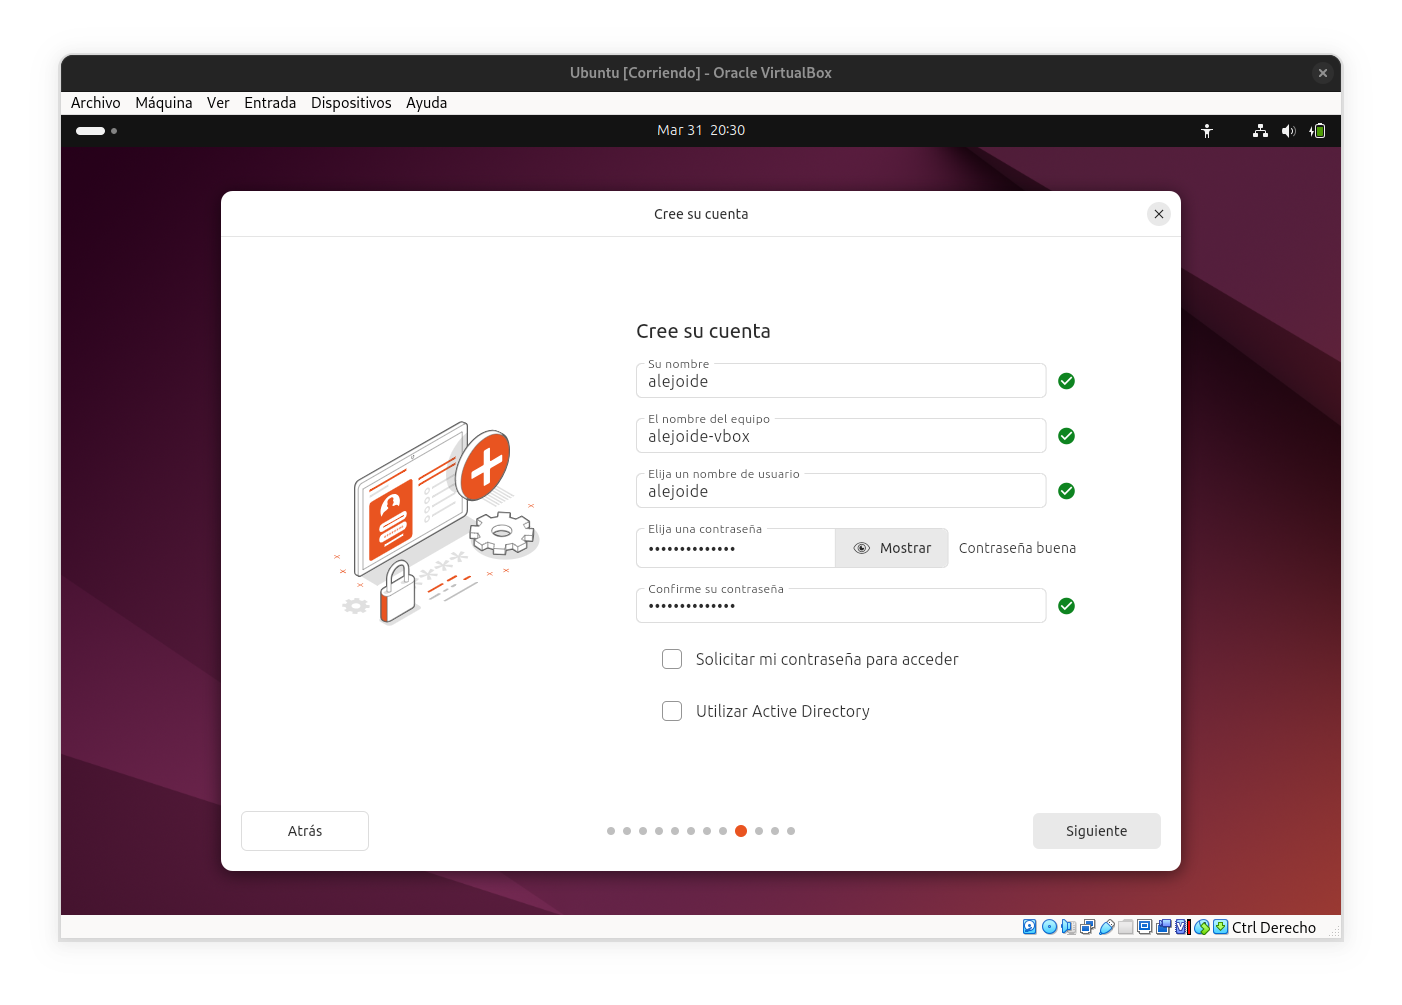 Ubuntu [Corriendo] - Oracle VirtualBox
Archivo Máquina Ver Entrada Dispositivos Ayuda
Mar 31 20:30
Cree su cuenta
Cree su cuenta
Su nombre
alejoide
El nombre del equipo
alejoide-vbox
Elija un nombre de usuario
alejoide
Elija una contraseña
•••••••••••••• Mostrar Contraseña buena
Confirme su contraseña
••••••••••••••
Solicitar mi contraseña para acceder
Utilizar Active Directory
Atrás Siguiente
Ctrl Derecho